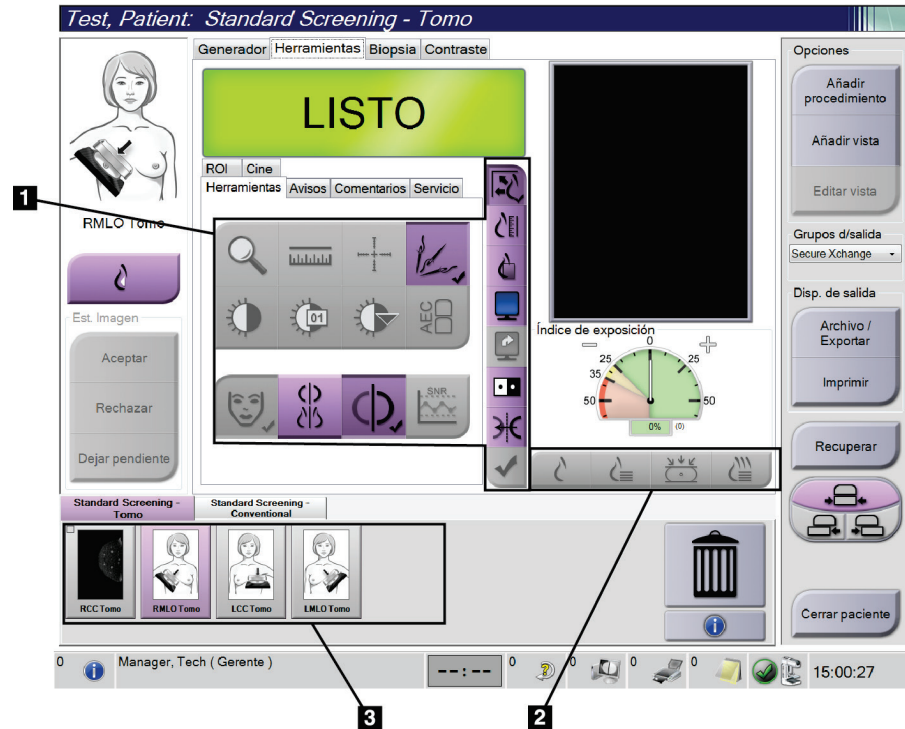 Test, Patient: Standard Screening - Tomo
Generador Herramientas Biopsia Contraste
LISTO
ROI Cine
Herramientas Avisos Comentarios Servicio
1
RMLO Tomo
Est. Imagen
Aceptar
Rechazar
Dejar pendiente
01
AEC
SNR
Índice de exposición
0
25 25
35
50 50
0% (0)
Opciones
Añadir
procedimiento
Añadir vista
Editar vista
Grupos d/salida
Secure Xchange
Disp. de salida
Archivo /
Exportar
Imprimir
Recuperar
Cerrar paciente
Standard Screening -
Tomo
Standard Screening -
Conventional
RCC Tomo RMLO Tomo LCC Tomo LMLO Tomo
0 Manager, Tech ( Gerente ) --:-- 0 0 0 0 15:00:27
3 2